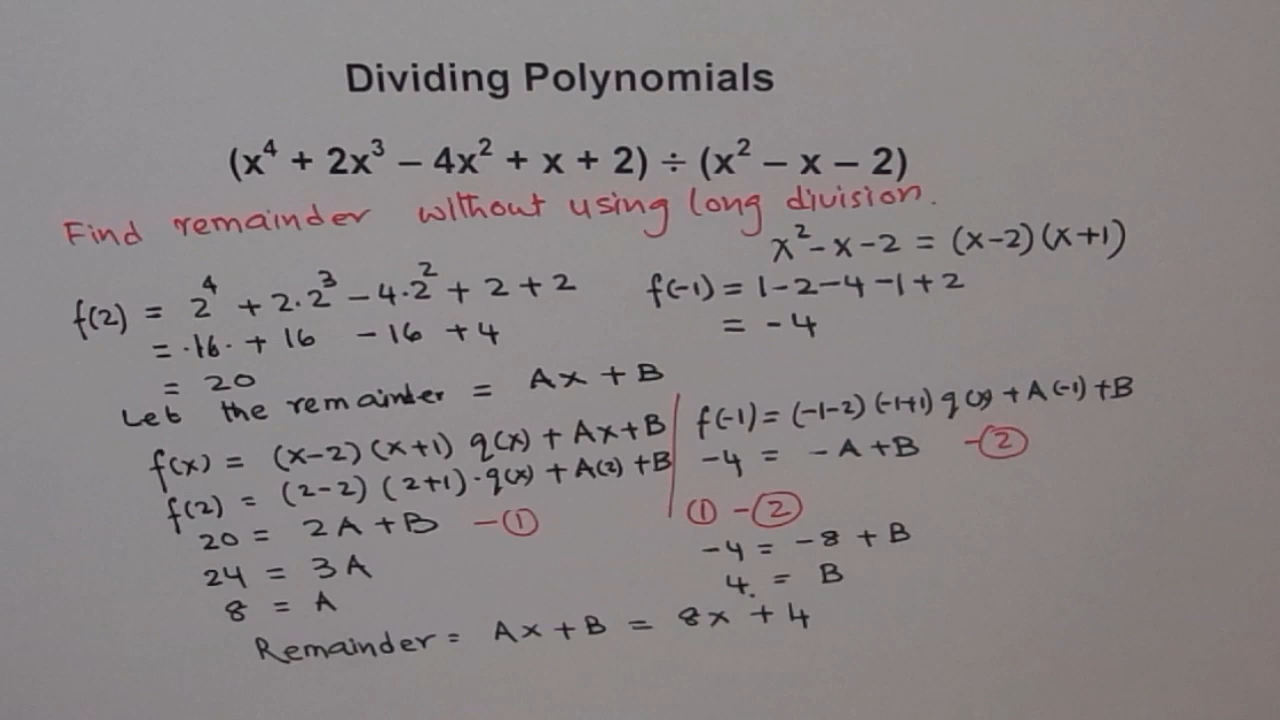 Dividing Polynomials
(x⁴ + 2x³ – 4x² + x + 2) ÷ (x² – x – 2)
Find remainder without using long division.
x² - x - 2 = (x-2)(x+1)
f(2) = 2⁴ + 2·2³ - 4·2² + 2 + 2
= 16 + 16 - 16 + 4
= 20
f(-1) = 1 - 2 - 4 - 1 + 2
= -4
Let the remainder = Ax + B
f(x) = (x-2)(x+1) q(x) + Ax+B
f(2) = (2-2)(2+1)·q(x) + A(2) + B
20 = 2A + B -①
24 = 3A
8 = A
f(-1) = (-1-2)(-1+1) q(x) + A(-1) + B
-4 = -A + B -②
① - ②
-4 = -8 + B
4. = B
Remainder = Ax + B = 8x + 4